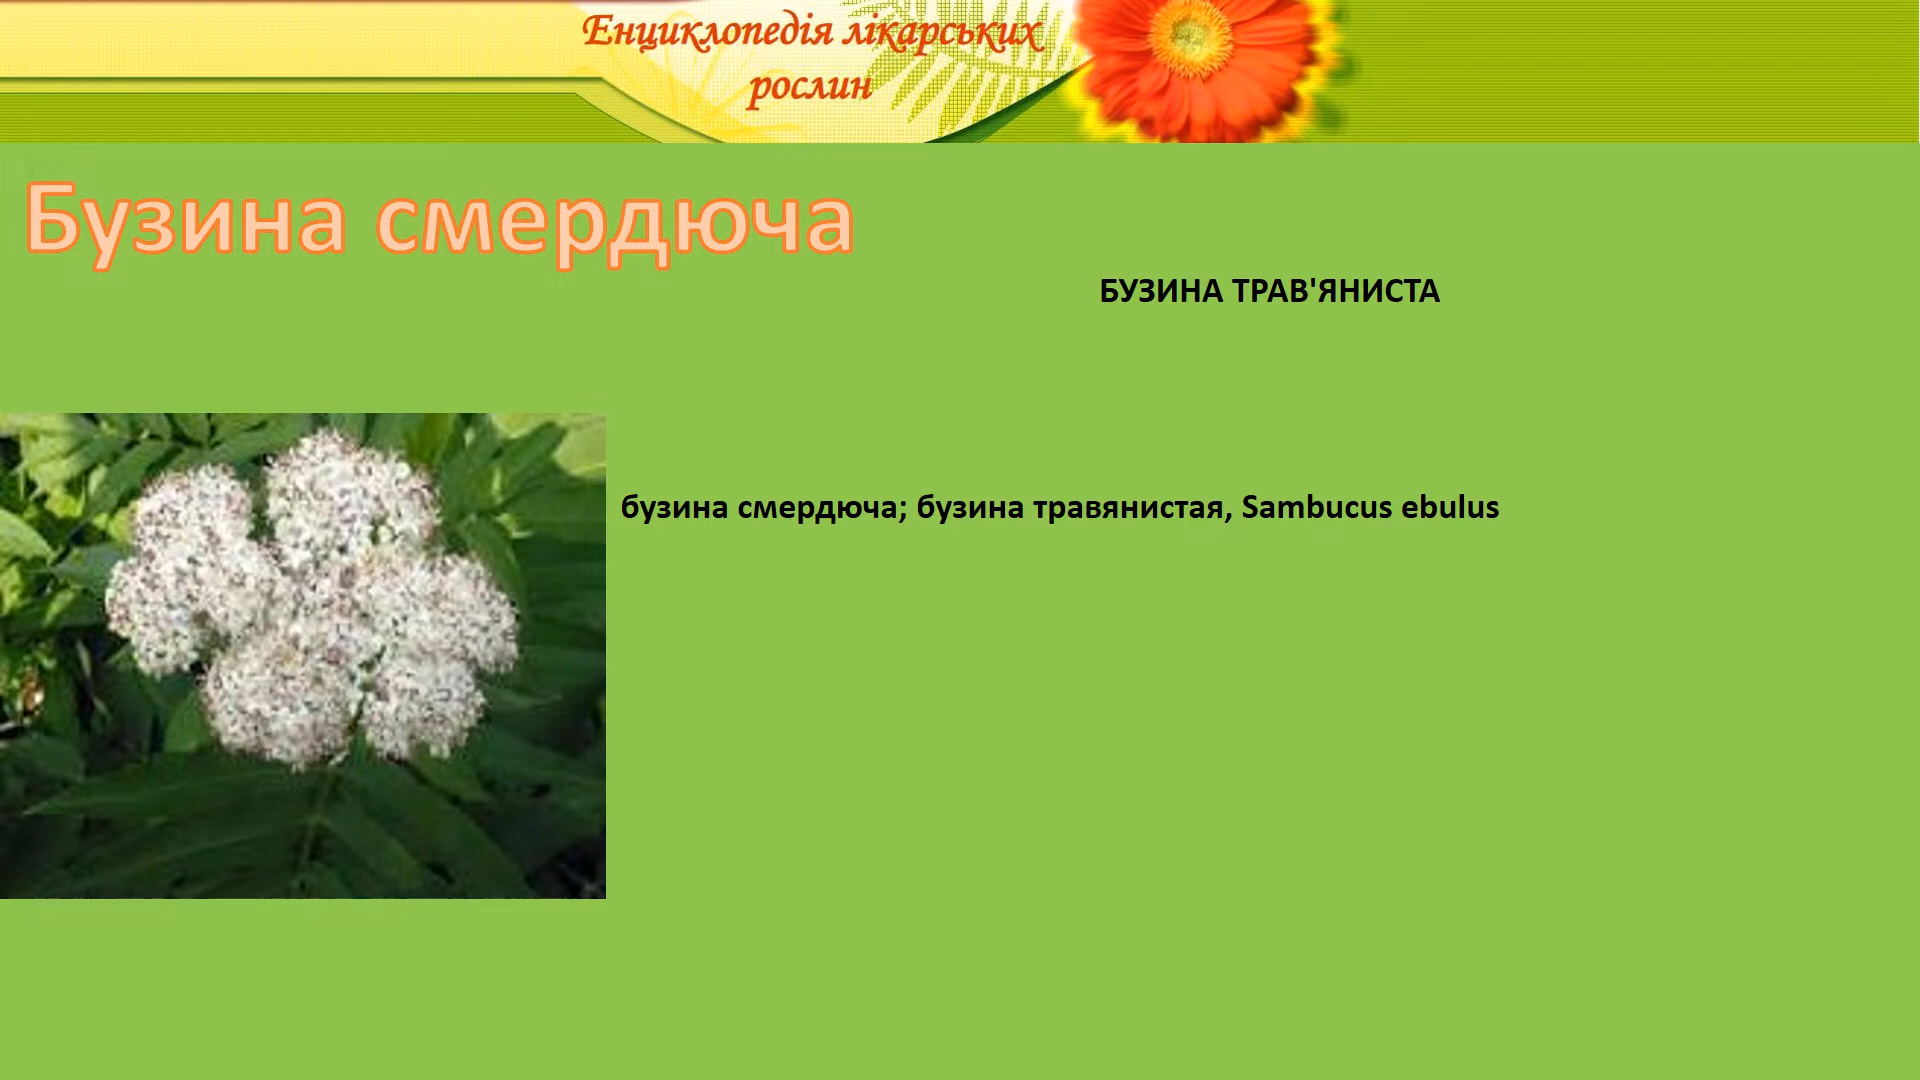 Енциклопедія лікарських
рослин
Бузина смердюча
БУЗИНА ТРАВ'ЯНИСТА
бузина смердюча; бузина травянистая, Sambucus ebulus